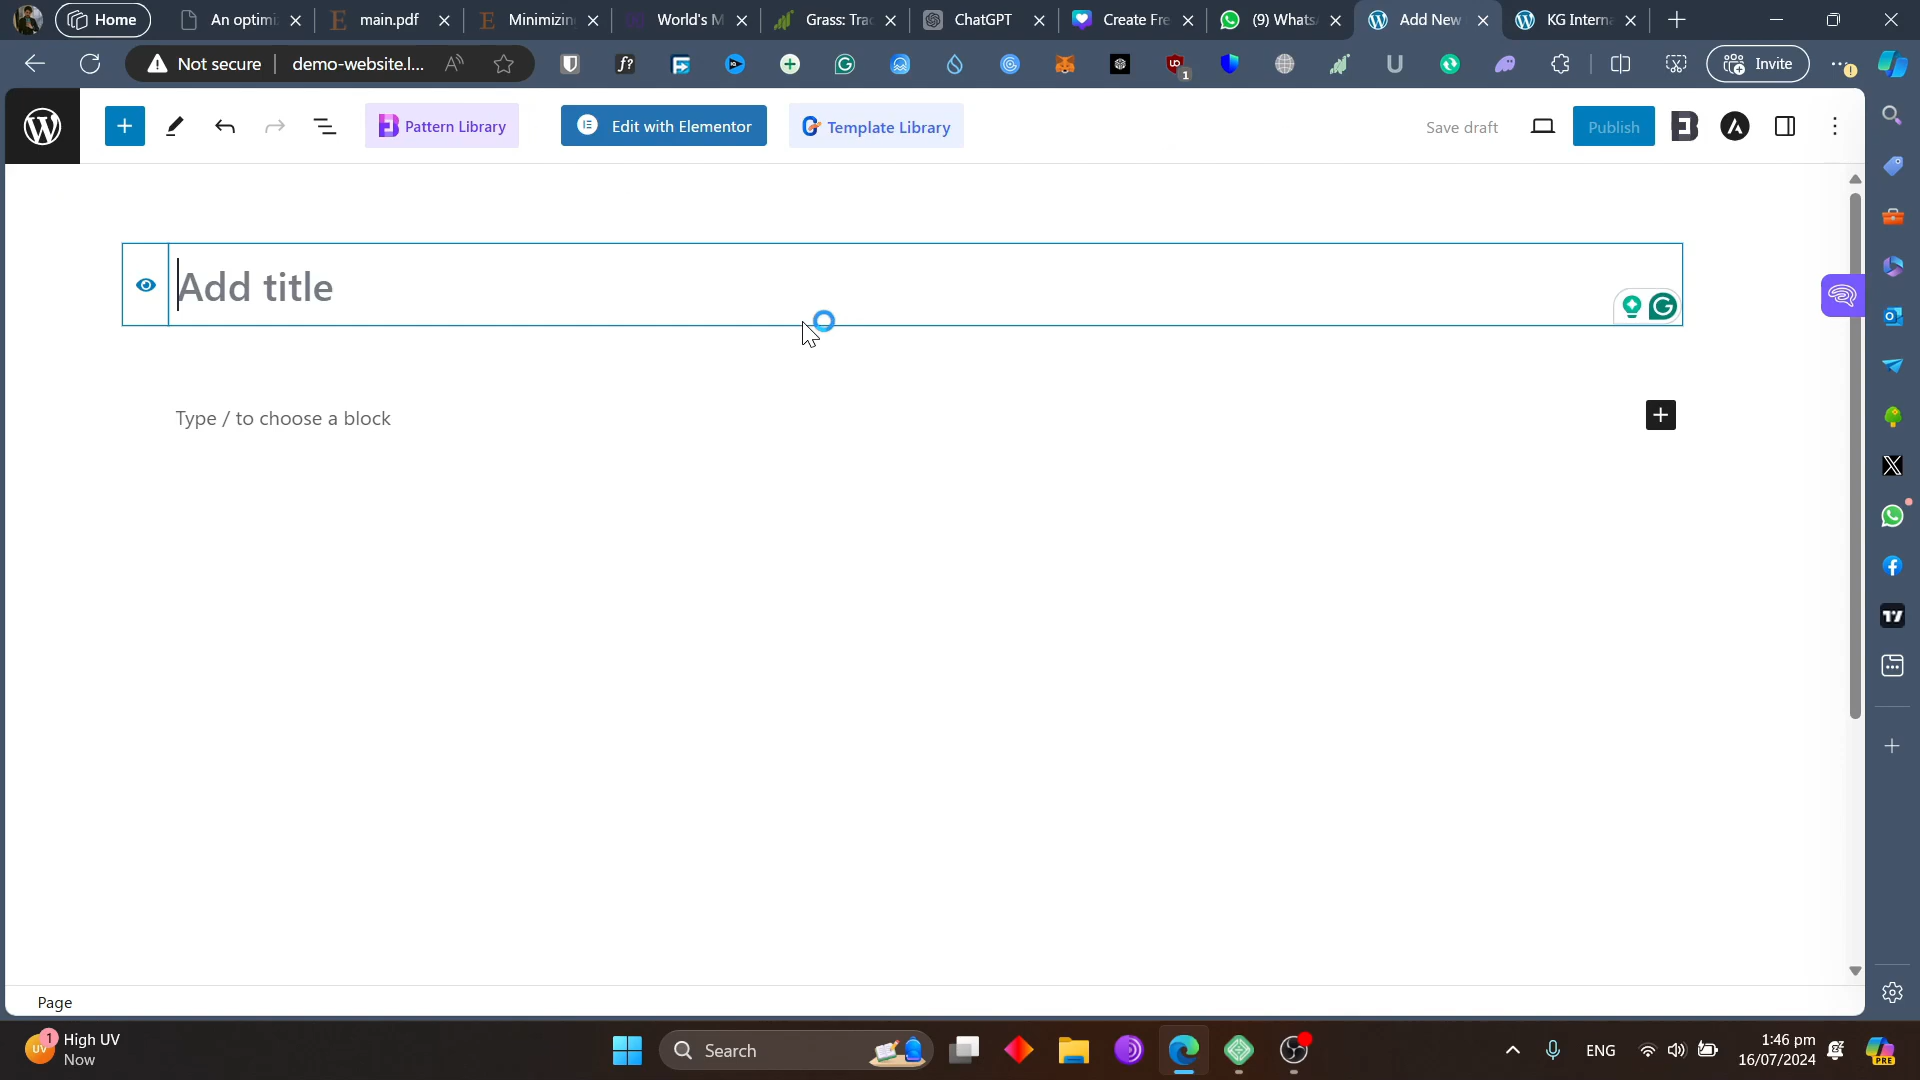 Home
An optimi
main.pdf
Minimizin
World's M
Grass: Trac
ChatGPT
Create Fre
(9) Whats
Add New
KG Interna
Not secure
demo-website.l...
1
Invite
Pattern Library
Edit with Elementor
Template Library
Save draft
Publish
Add title
Type / to choose a block
Page
High UV
Now
Search
ENG
1:46 pm
16/07/2024